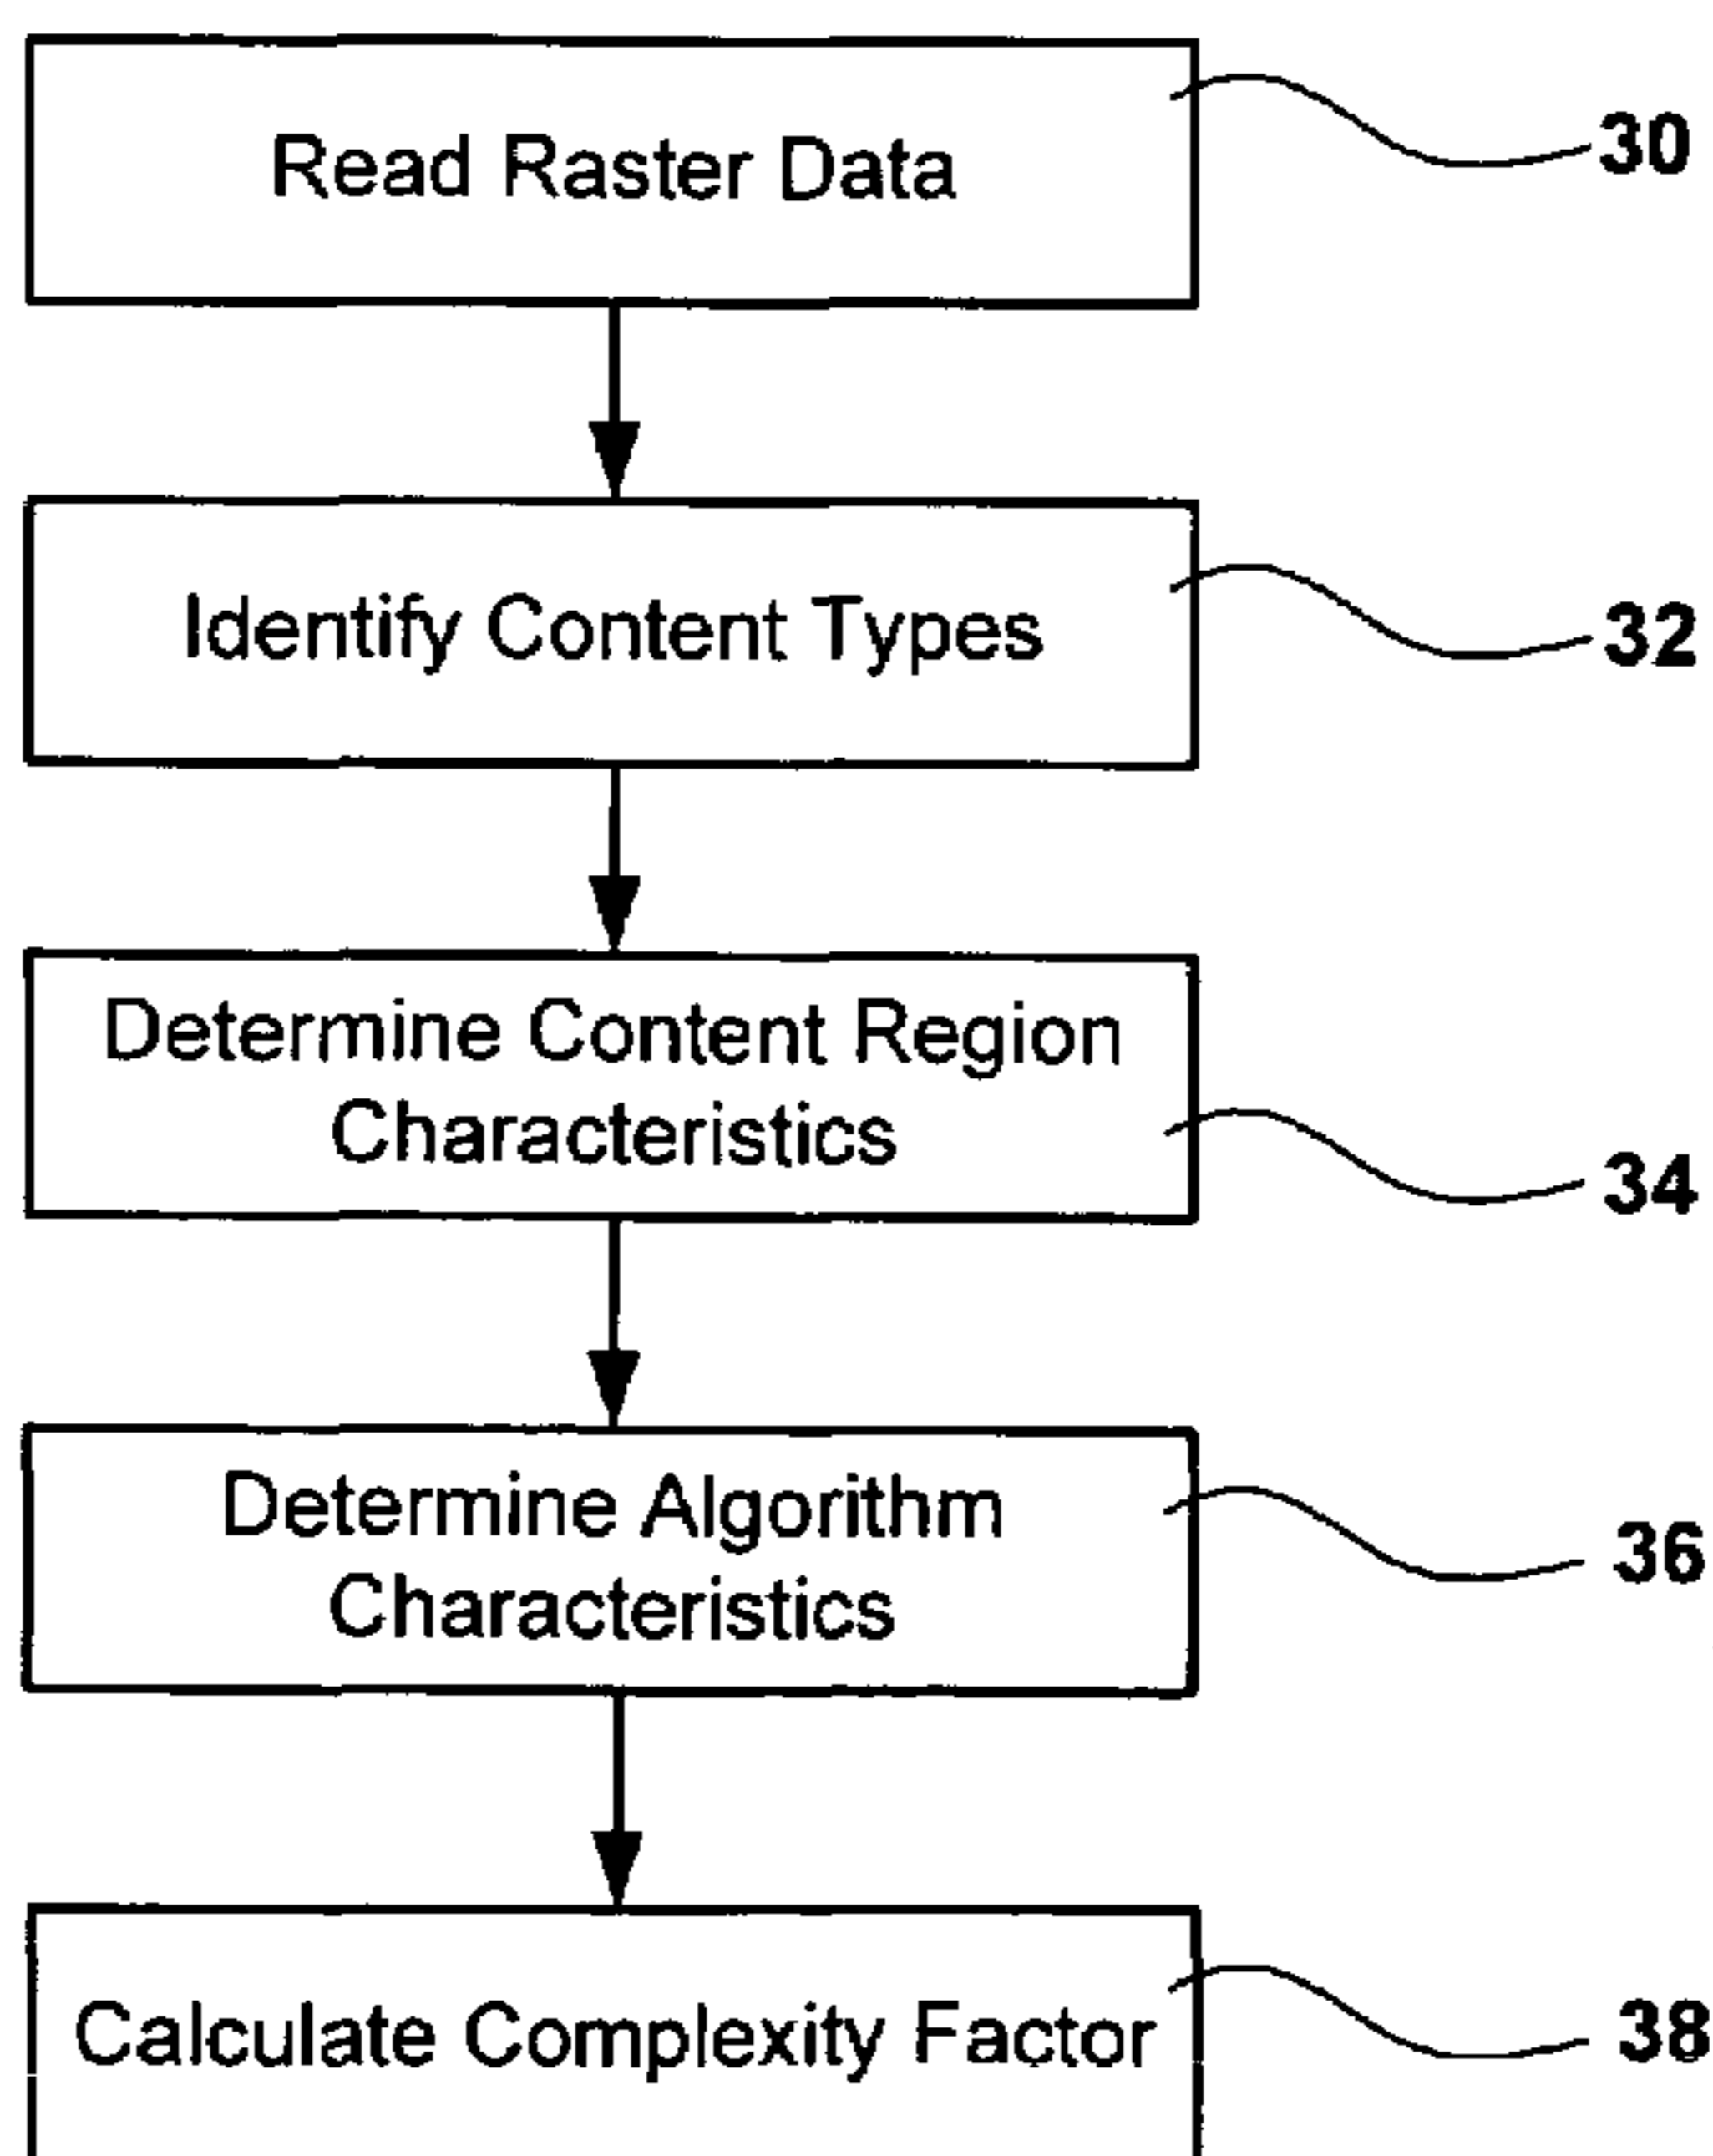 Read Raster Data
30
Identify Content Types
32
Determine Content Region
Characteristics
34
Determine Algorithm
Characteristics
36
Calculate Complexity Factor
38